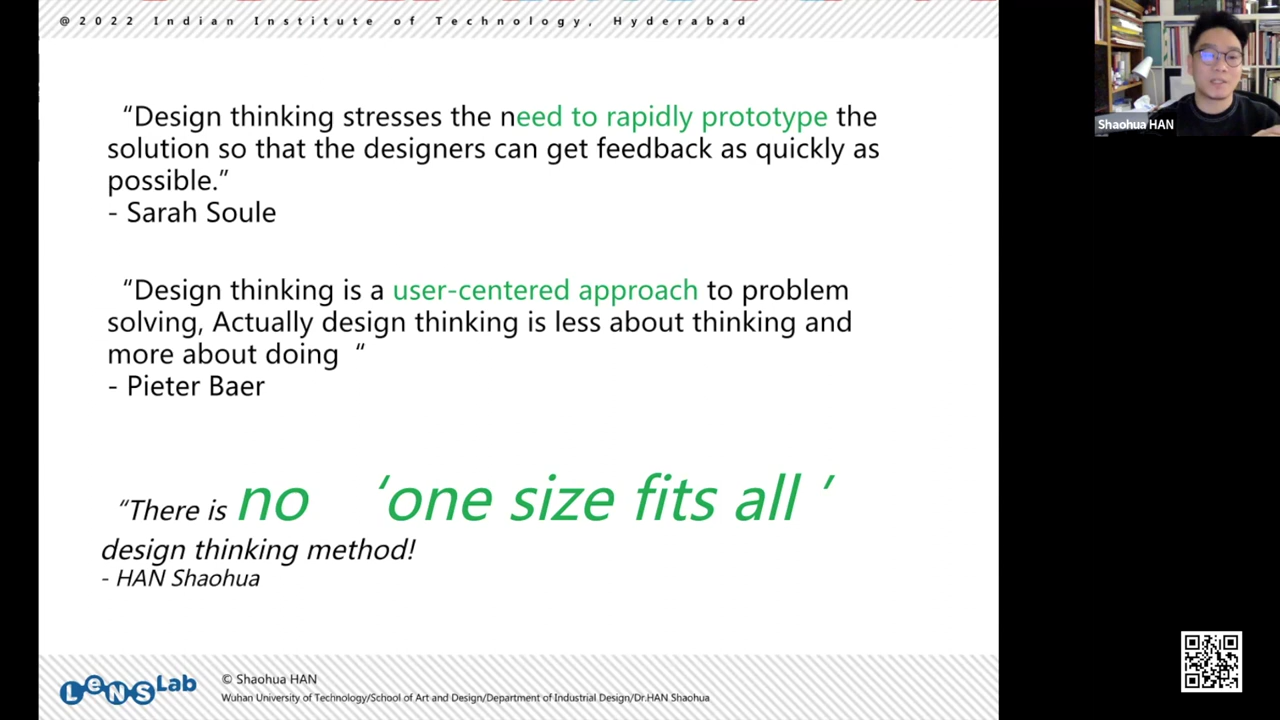 @ 2022 Indian Institute of Technology, Hyderabad
Shaohua HAN
“Design thinking stresses the need to rapidly prototype the
solution so that the designers can get feedback as quickly as
possible.”
- Sarah Soule
“Design thinking is a user-centered approach to problem
solving, Actually design thinking is less about thinking and
more about doing “
- Pieter Baer
“There is no ‘one size fits all ’
design thinking method!
- HAN Shaohua
LeNS Lab
© Shaohua HAN
Wuhan University of Technology/School of Art and Design/Department of Industrial Design/Dr.HAN Shaohua